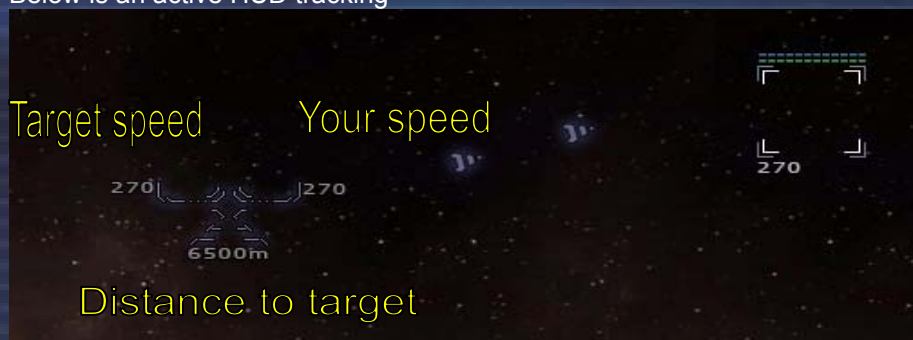 Below is an active HUD tracking
Target speed
Your speed
270
270
270
6500m
Distance to target